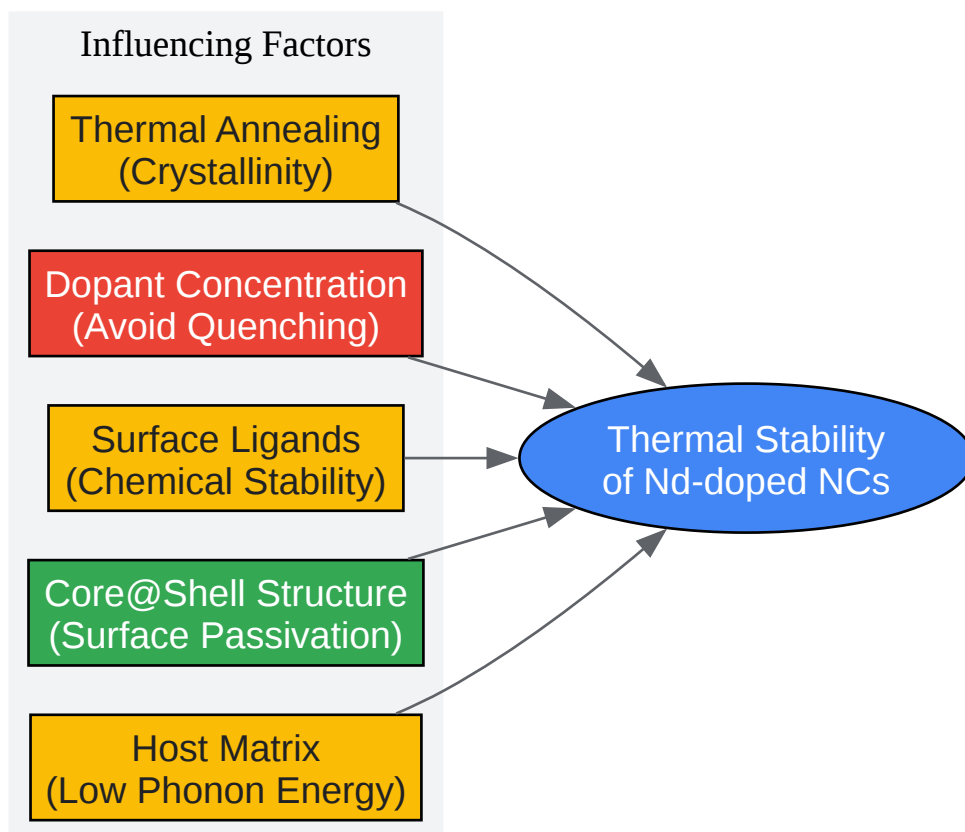 Influencing Factors
Thermal Annealing
(Crystallinity)
Dopant Concentration
(Avoid Quenching)
Surface Ligands
(Chemical Stability)
Core@Shell Structure
(Surface Passivation)
Host Matrix
(Low Phonon Energy)
Thermal Stability
of Nd-doped NCs